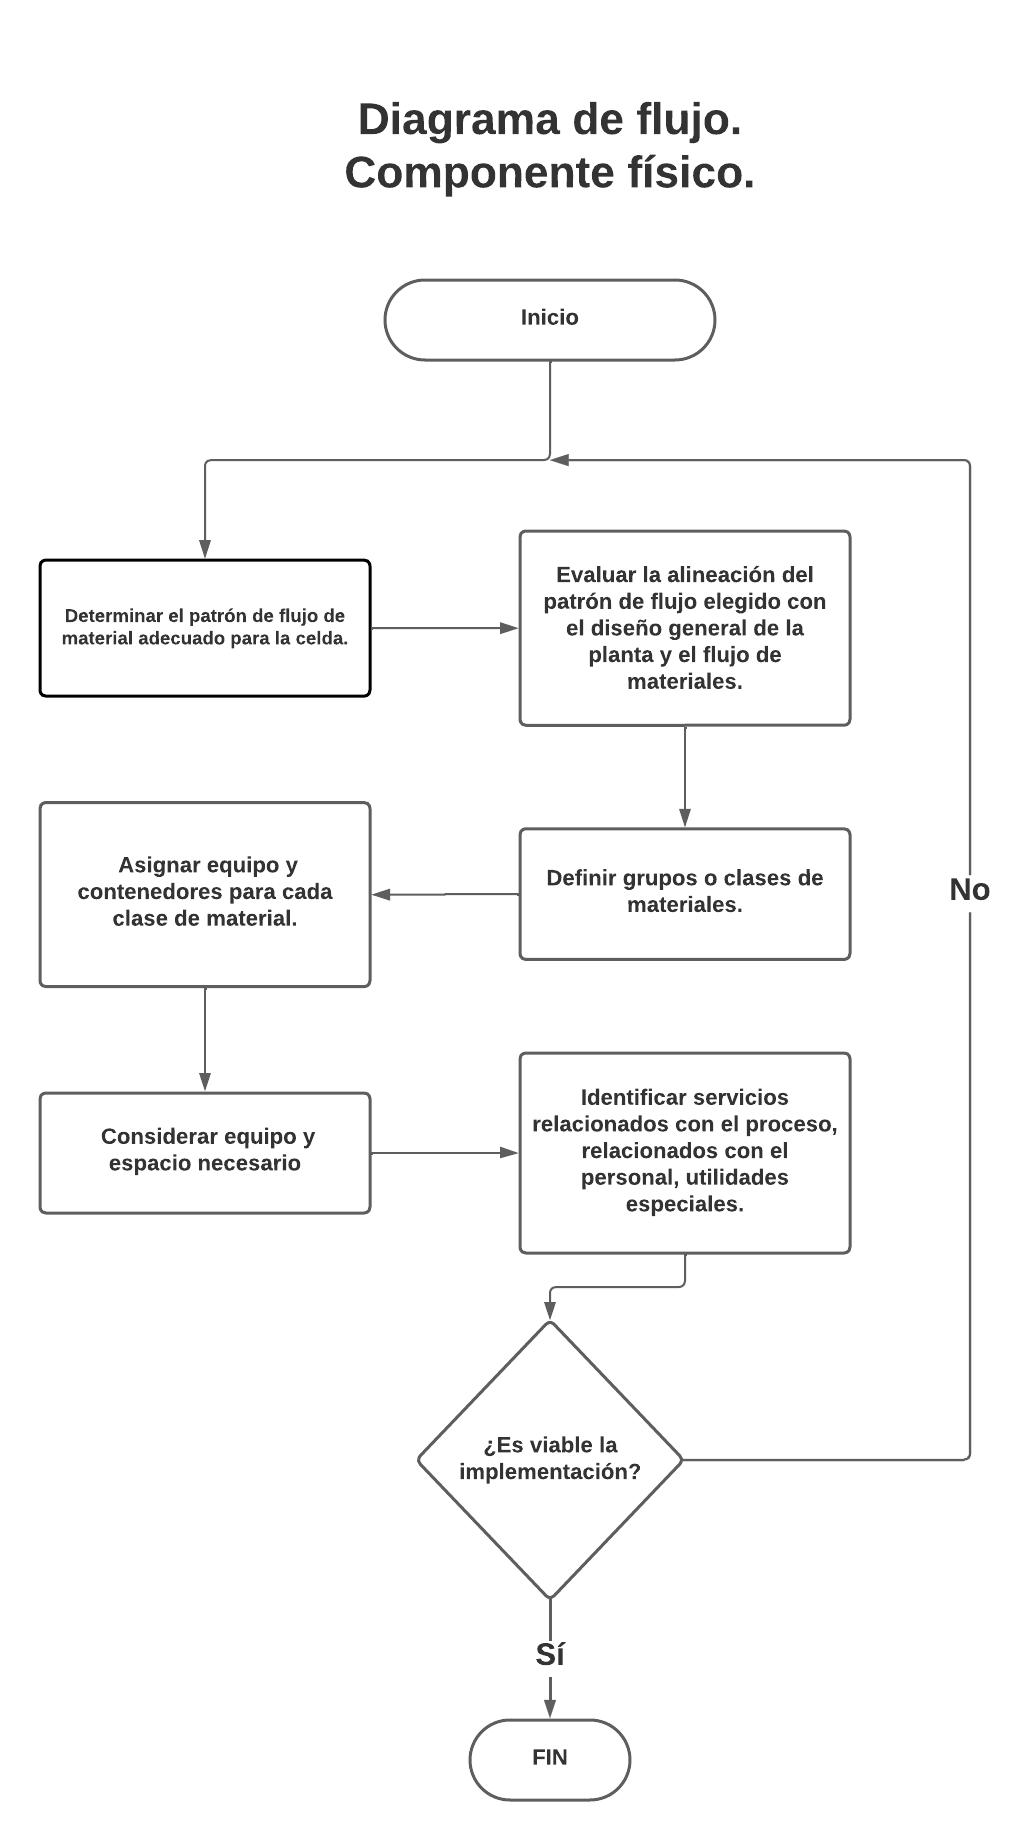 Diagrama de flujo.
Componente físico.
Inicio
Determinar el patrón de flujo de
material adecuado para la celda.
Evaluar la alineación del
patrón de flujo elegido con
el diseño general de la
planta y el flujo de
materiales.
Definir grupos o clases de
materiales.
Asignar equipo y
contenedores para cada
clase de material.
Considerar equipo y
espacio necesario
Identificar servicios
relacionados con el proceso,
relacionados con el
personal, utilidades
especiales.
¿Es viable la
implementación?
No
Sí
FIN